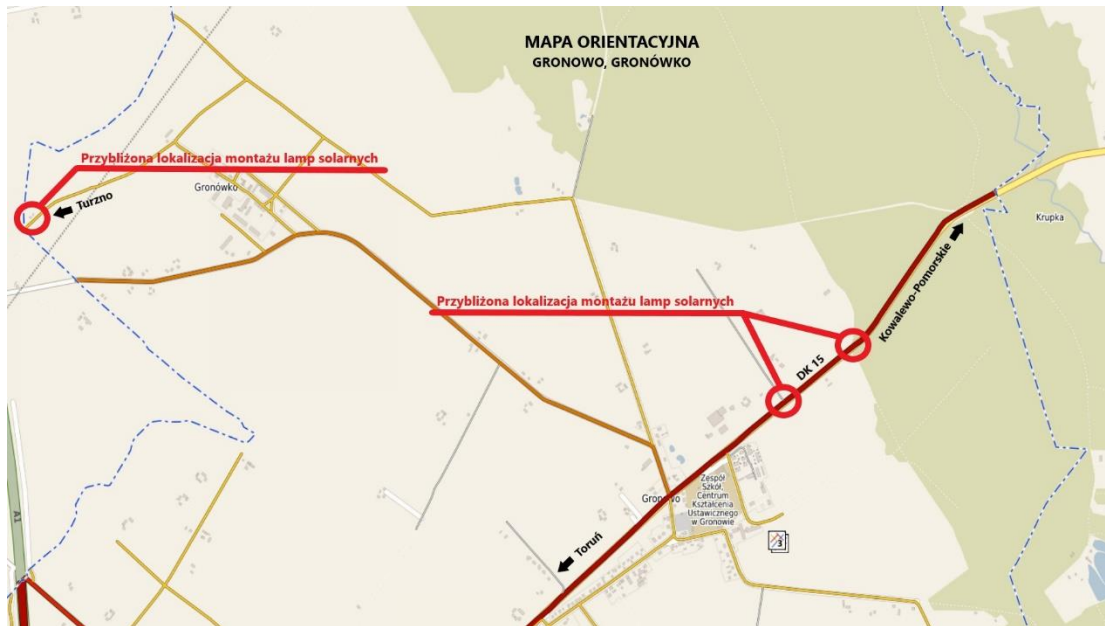 MAPA ORIENTACYJNA
GRONOWO, GRONÓWKO
Przybliżona lokalizacja montażu lamp solarnych
Gronówko
Turzno
Krupka
Kowalewo-Pomorskie
Przybliżona lokalizacja montażu lamp solarnych
DK 15
Gronowo
Zespół
Szkół,
Centrum
Kształcenia
Ustawicznego
w Gronowie
A1
3
Toruń